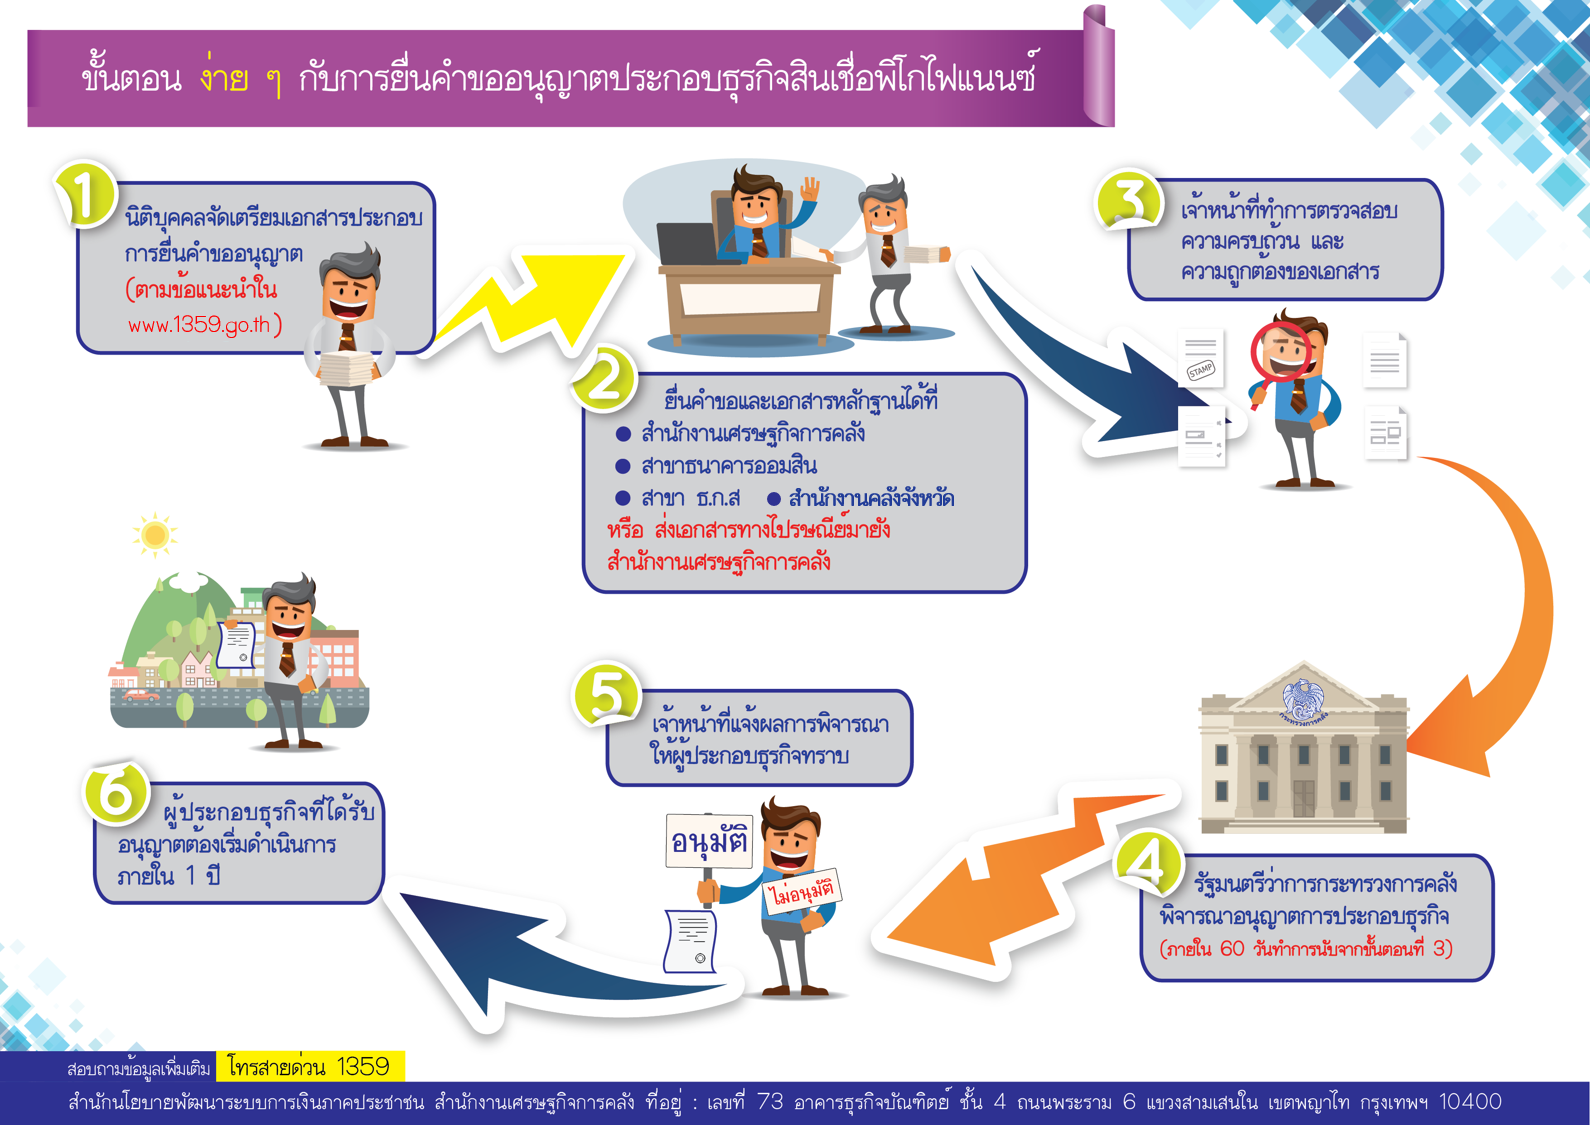 ขั้นตอน ง่าย ๆ กับการยื่นคำขออนุญาตประกอบธุรกิจสินเชื่อพิโกไฟแนนซ์
1
นิติบุคคลจัดเตรียมเอกสารประกอบ
การยื่นคำขออนุญาต
(ตามข้อแนะนำใน
www.1359.go.th)
2
ยื่นคำขอและเอกสารหลักฐานได้ที่
● สำนักงานเศรษฐกิจการคลัง
● สาขาธนาคารออมสิน
● สาขา ธ.ก.ส ● สำนักงานคลังจังหวัด
หรือ ส่งเอกสารทางไปรษณีย์มายัง
สำนักงานเศรษฐกิจการคลัง
3
เจ้าหน้าที่ทำการตรวจสอบ
ความครบถ้วน และ
ความถูกต้องของเอกสาร
STAMP
กระทรวงการคลัง
4
รัฐมนตรีว่าการกระทรวงการคลัง
พิจารณาอนุญาตการประกอบธุรกิจ
(ภายใน 60 วันทำการนับจากขั้นตอนที่ 3)
5
เจ้าหน้าที่แจ้งผลการพิจารณา
ให้ผู้ประกอบธุรกิจทราบ
อนุมัติ
ไม่อนุมัติ
6
ผู้ประกอบธุรกิจที่ได้รับ
อนุญาตต้องเริ่มดำเนินการ
ภายใน 1 ปี
สอบถามข้อมูลเพิ่มเติม โทรสายด่วน 1359
สำนักนโยบายพัฒนาระบบการเงินภาคประชาชน สำนักงานเศรษฐกิจการคลัง ที่อยู่ : เลขที่ 73 อาคารธุรกิจบัณฑิตย์ ชั้น 4 ถนนพระราม 6 แขวงสามเสนใน เขตพญาไท กรุงเทพฯ 10400